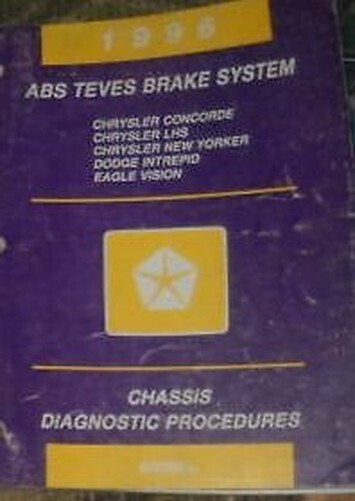 1996
ABS TEVES BRAKE SYSTEM
CHRYSLER CONCORDE
CHRYSLER LHS
CHRYSLER NEW YORKER
DODGE INTREPID
EAGLE VISION
CHASSIS
DIAGNOSTIC PROCEDURES